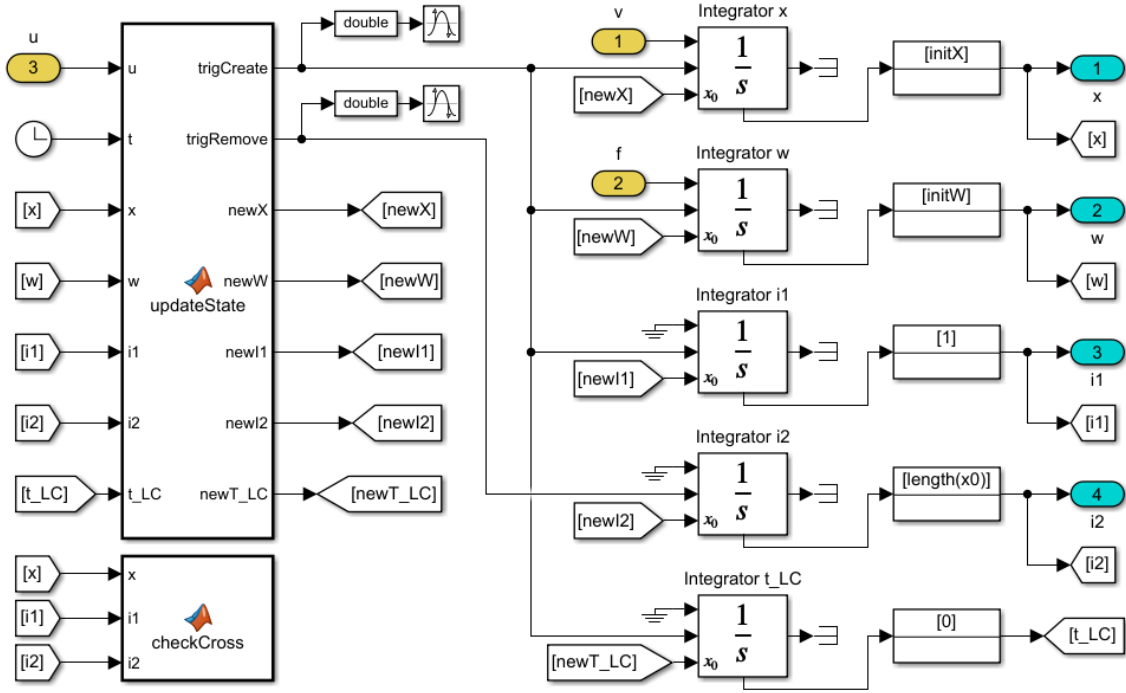 u
3
u
t
x
w
i1
i2
t_LC
[x]
[w]
[i1]
[i2]
[t_LC]
updateState
trigCreate
trigRemove
newX
newW
newI1
newI2
newT_LC
double
double
[newX]
[newW]
[newI1]
[newI2]
[newT_LC]
[x]
[i1]
[i2]
x
i1
i2
checkCross
Integrator x
v
1
[newX]
x0
1
s
[initX]
1
x
[x]
Integrator w
f
2
[newW]
x0
1
s
[initW]
2
w
[w]
Integrator i1
[newI1]
x0
1
s
[1]
3
i1
[i1]
Integrator i2
[newI2]
x0
1
s
[length(x0)]
4
i2
[i2]
Integrator t_LC
[newT_LC]
x0
1
s
[0]
[t_LC]